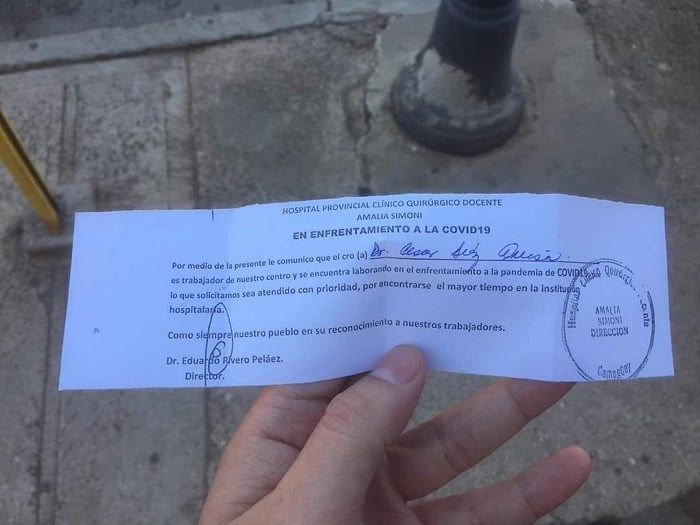 HOSPITAL PROVINCIAL CLÍNICO QUIRÚRGICO DOCENTE
AMALIA SIMONI
EN ENFRENTAMIENTO A LA COVID19
Por medio de la presente le comunico que el cro (a) Dr. Cesar
es trabajador de nuestro centro y se encuentra laborando en el enfrentamiento a la pandemia de COVID19
lo que solicitamos sea atendido con prioridad, por encontrarse el mayor tiempo en la
hospitalaria.
Como siempre nuestro pueblo en su reconocimiento a nuestros trabajadores.
Dr. Eduardo Rivero Peláez.
Director.
AMALIA
SIMONI
DIRECCION
Camagüey